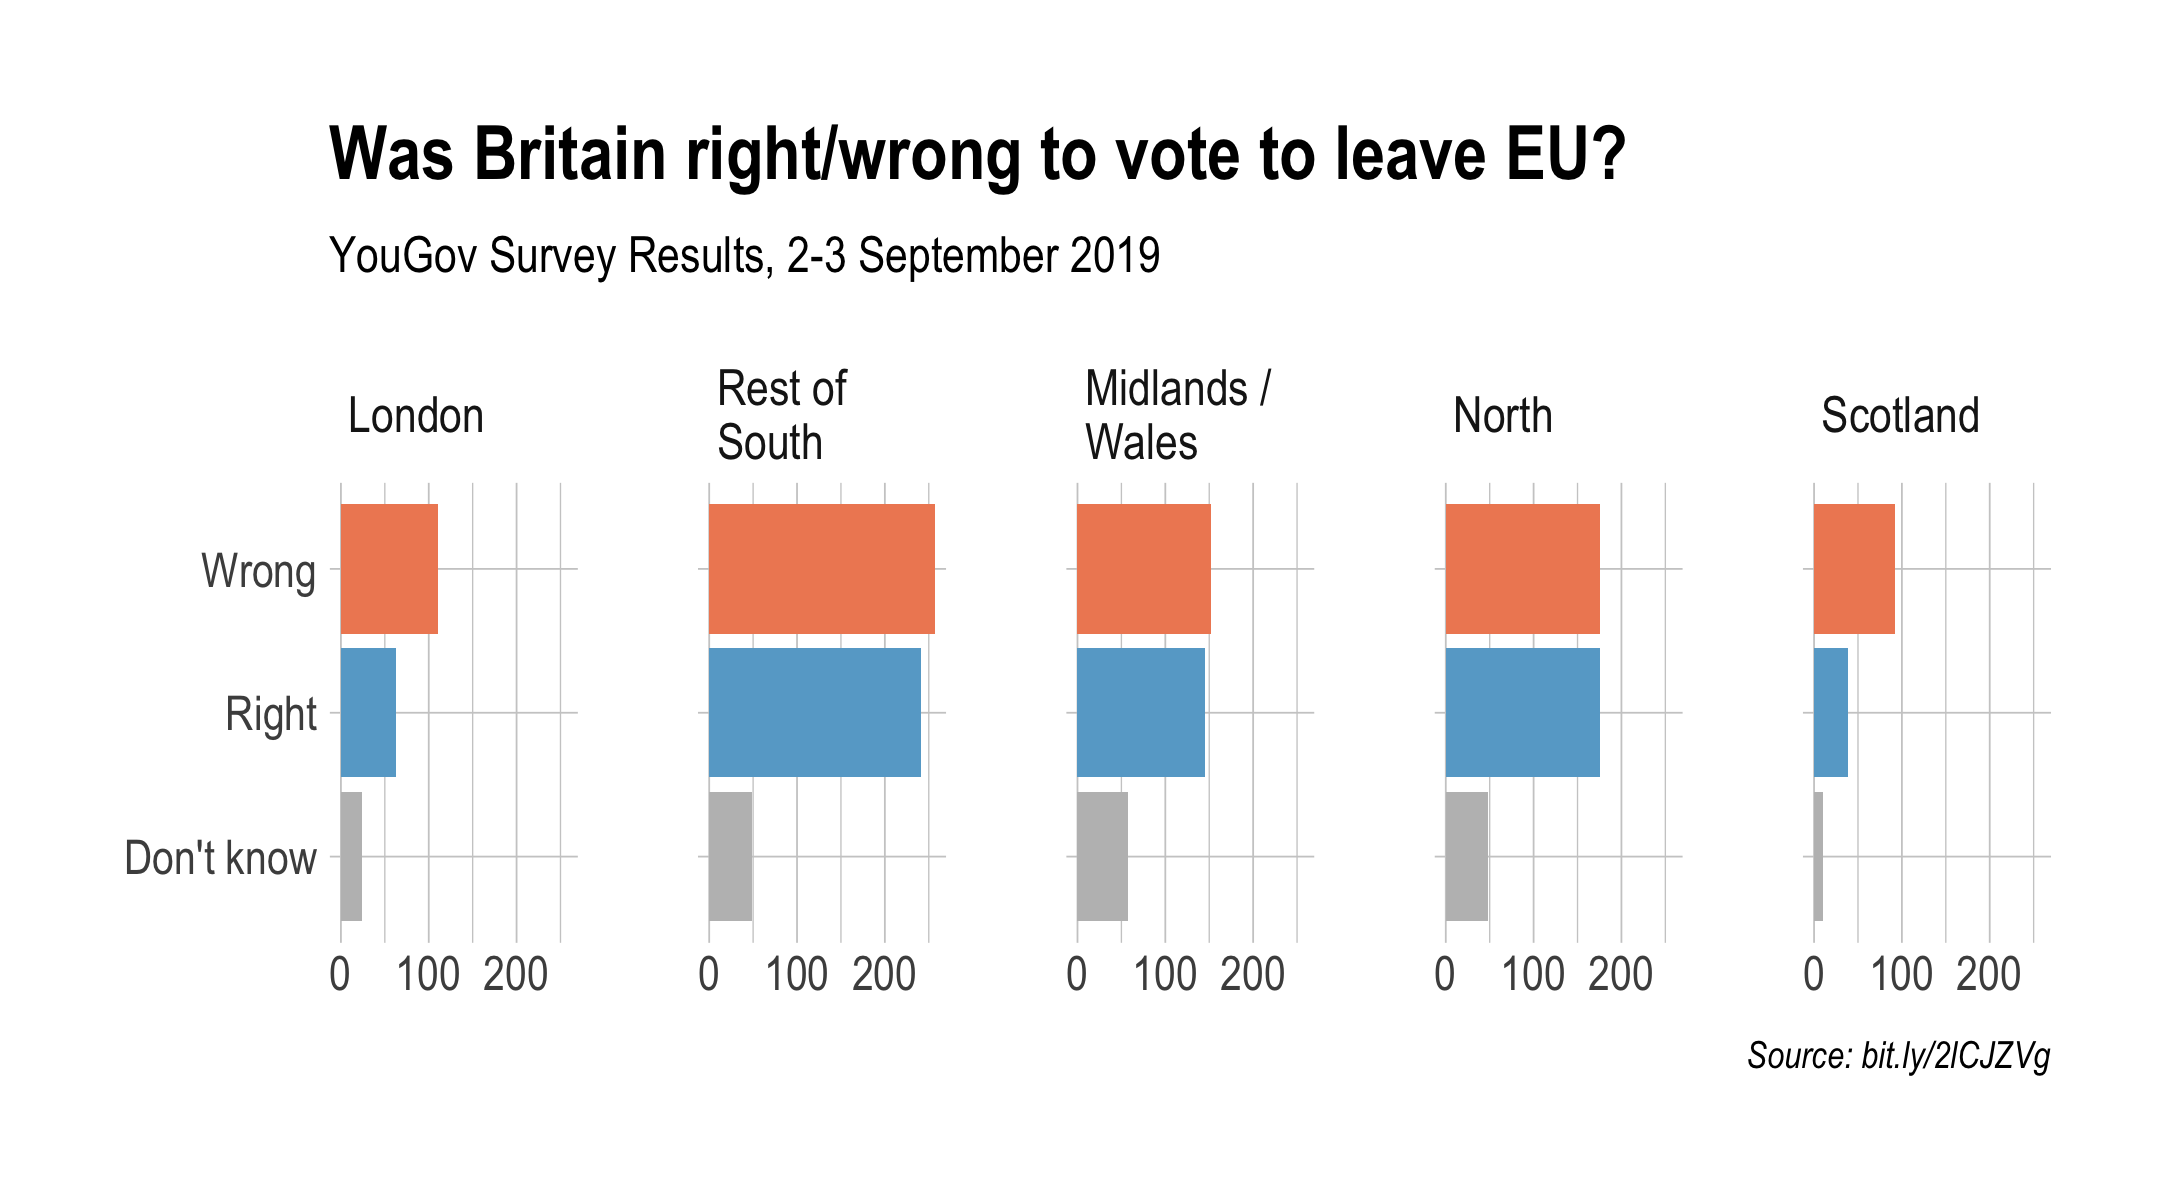 Was Britain right/wrong to vote to leave EU?
YouGov Survey Results, 2-3 September 2019
London
Rest of
South
Midlands /
Wales
North
Scotland
Wrong
Right
Don't know
0 100 200
0 100 200
0 100 200
0 100 200
0 100 200
Source: bit.ly/2lCJZVg